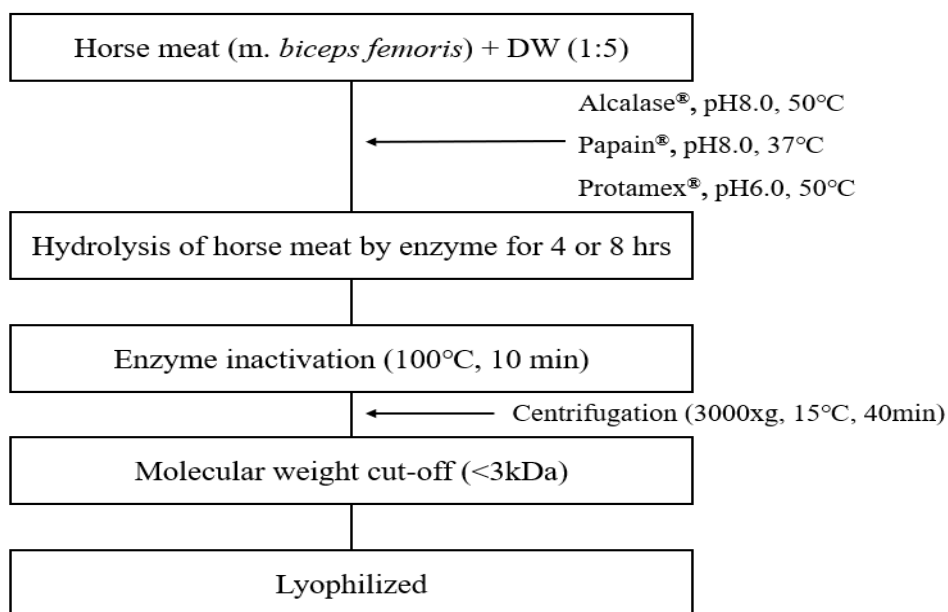 Horse meat (m. biceps femoris) + DW (1:5)
Alcalase®, pH8.0, 50℃
Papain®, pH8.0, 37℃
Protamex®, pH6.0, 50℃
Hydrolysis of horse meat by enzyme for 4 or 8 hrs
Enzyme inactivation (100℃, 10 min)
Centrifugation (3000xg, 15℃, 40min)
Molecular weight cut-off (<3kDa)
Lyophilized